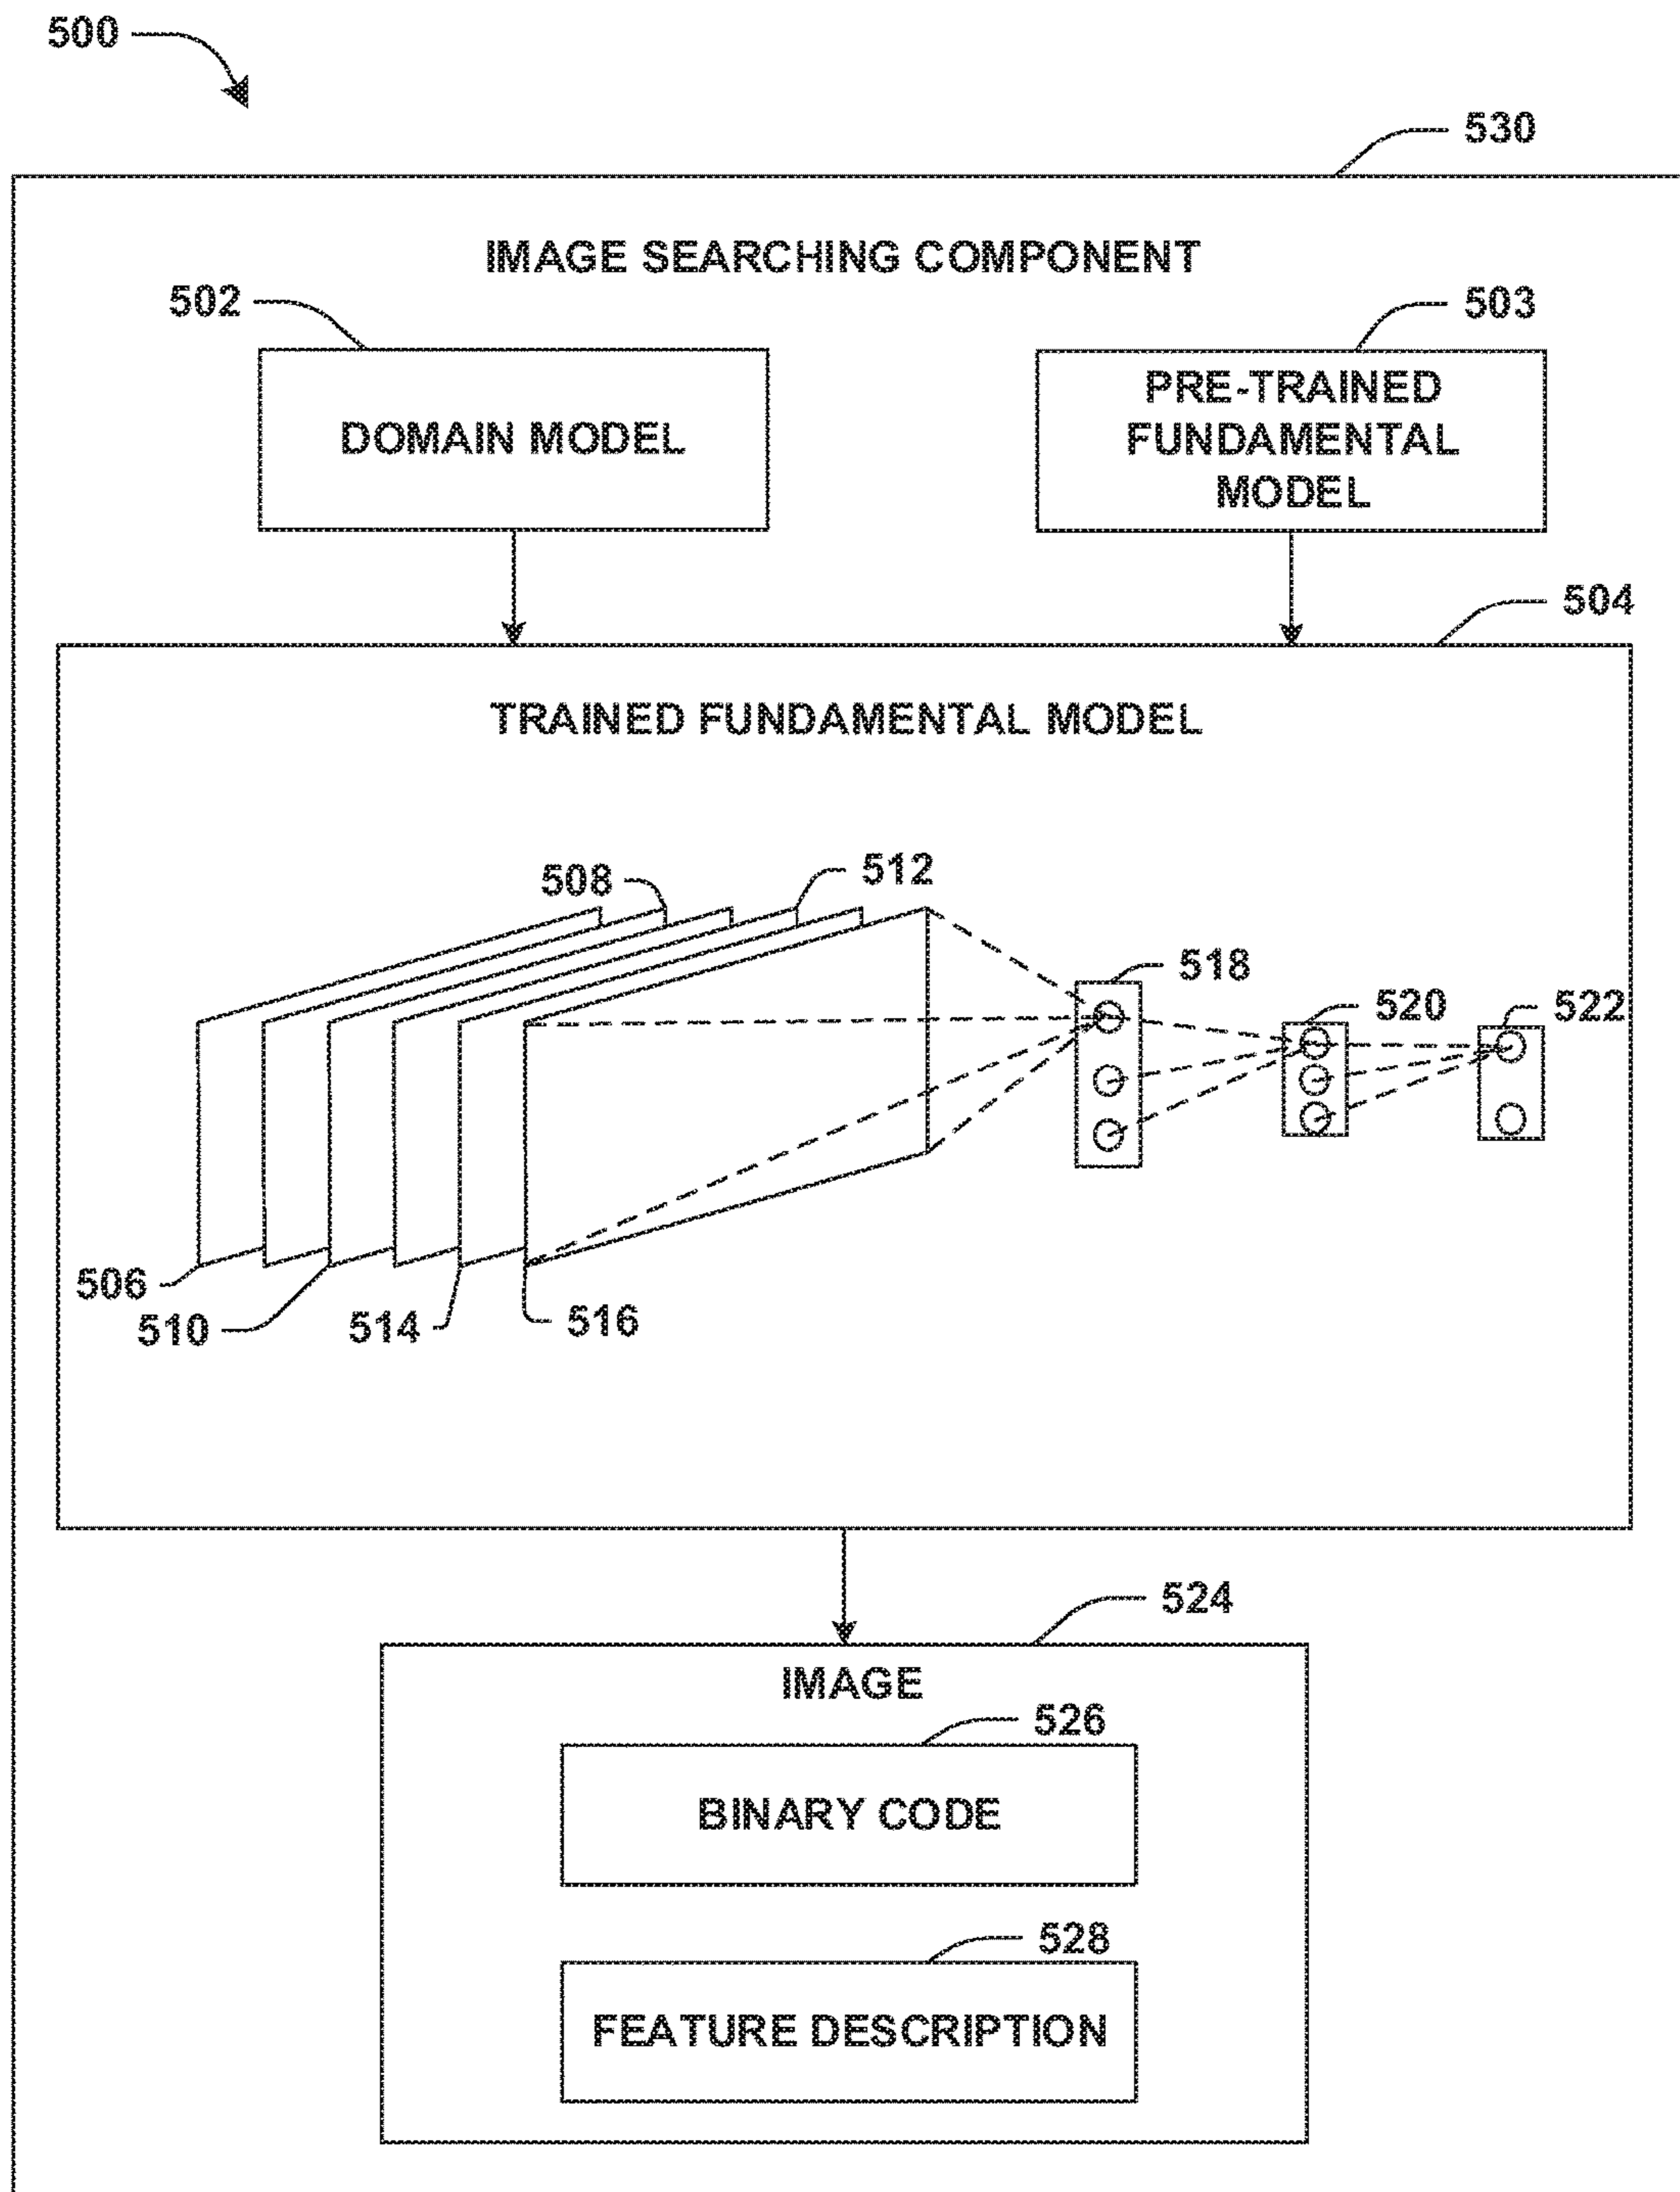 500
530
IMAGE SEARCHING COMPONENT
502
503
DOMAIN MODEL
PRE-TRAINED
FUNDAMENTAL
MODEL
504
TRAINED FUNDAMENTAL MODEL
508
512
518
520
522
506
510
514
516
524
IMAGE
526
BINARY CODE
528
FEATURE DESCRIPTION